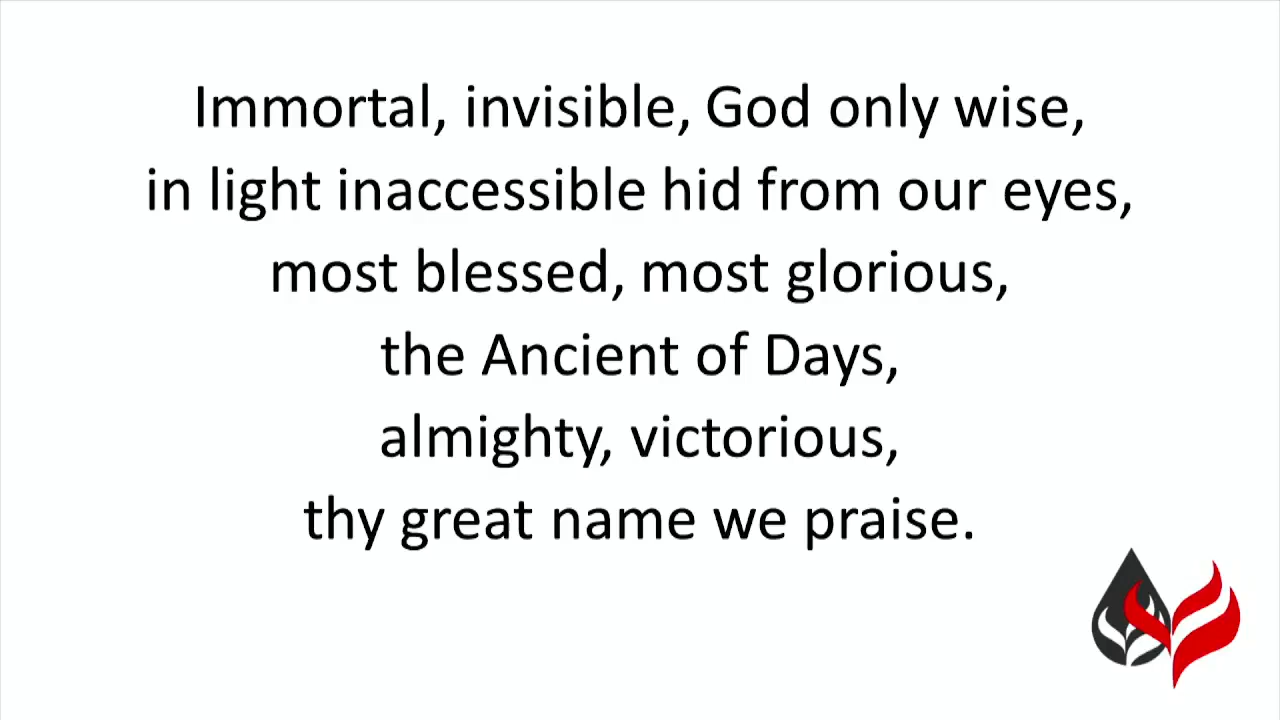 Immortal, invisible, God only wise,
in light inaccessible hid from our eyes,
most blessed, most glorious,
the Ancient of Days,
almighty, victorious,
thy great name we praise.